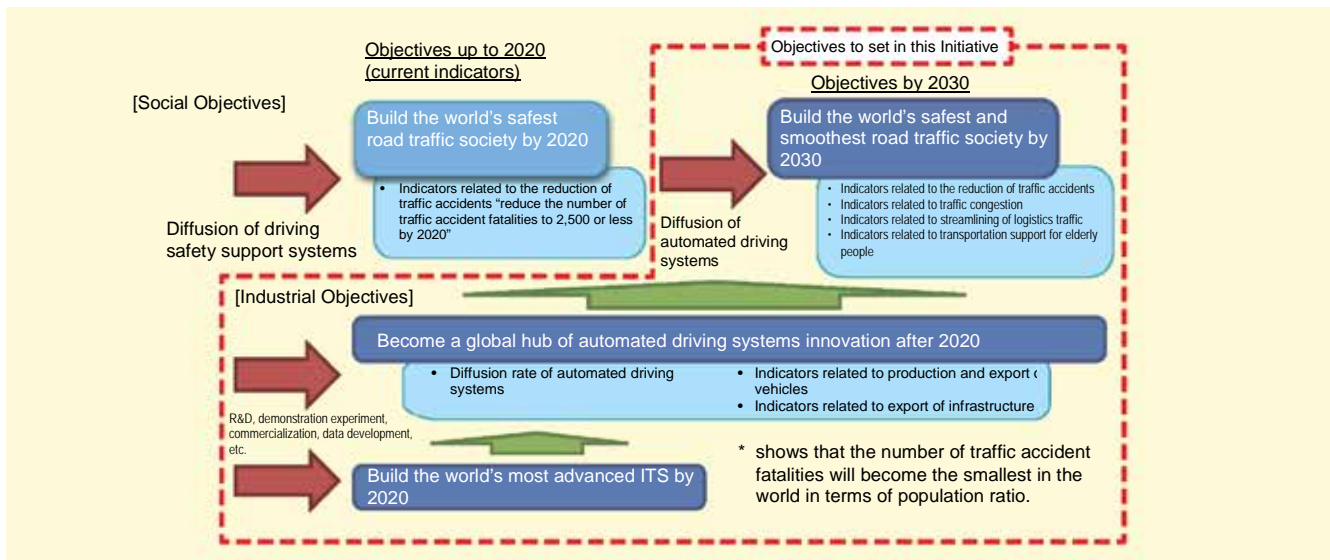 Objectives up to 2020
(current indicators)
Objectives to set in this Initiative
Objectives by 2030
[Social Objectives]
Build the world's safest
road traffic society by 2020
Build the world's safest and
smoothest road traffic society by
2030
• Indicators related to the reduction of
traffic accidents "reduce the number of
traffic accident fatalities to 2,500 or less
by 2020"
• Indicators related to the reduction of traffic accidents
• Indicators related to traffic congestion
• Indicators related to streamlining of logistics traffic
• Indicators related to transportation support for elderly
people
Diffusion of driving
safety support systems
Diffusion of
automated driving
systems
[Industrial Objectives]
Become a global hub of automated driving systems innovation after 2020
• Diffusion rate of automated driving
systems
• Indicators related to production and export
vehicles
• Indicators related to export of infrastructure
R&D, demonstration experiment,
commercialization, data development,
etc.
Build the world's most advanced ITS by
2020
* shows that the number of traffic accident
fatalities will become the smallest in the
world in terms of population ratio.